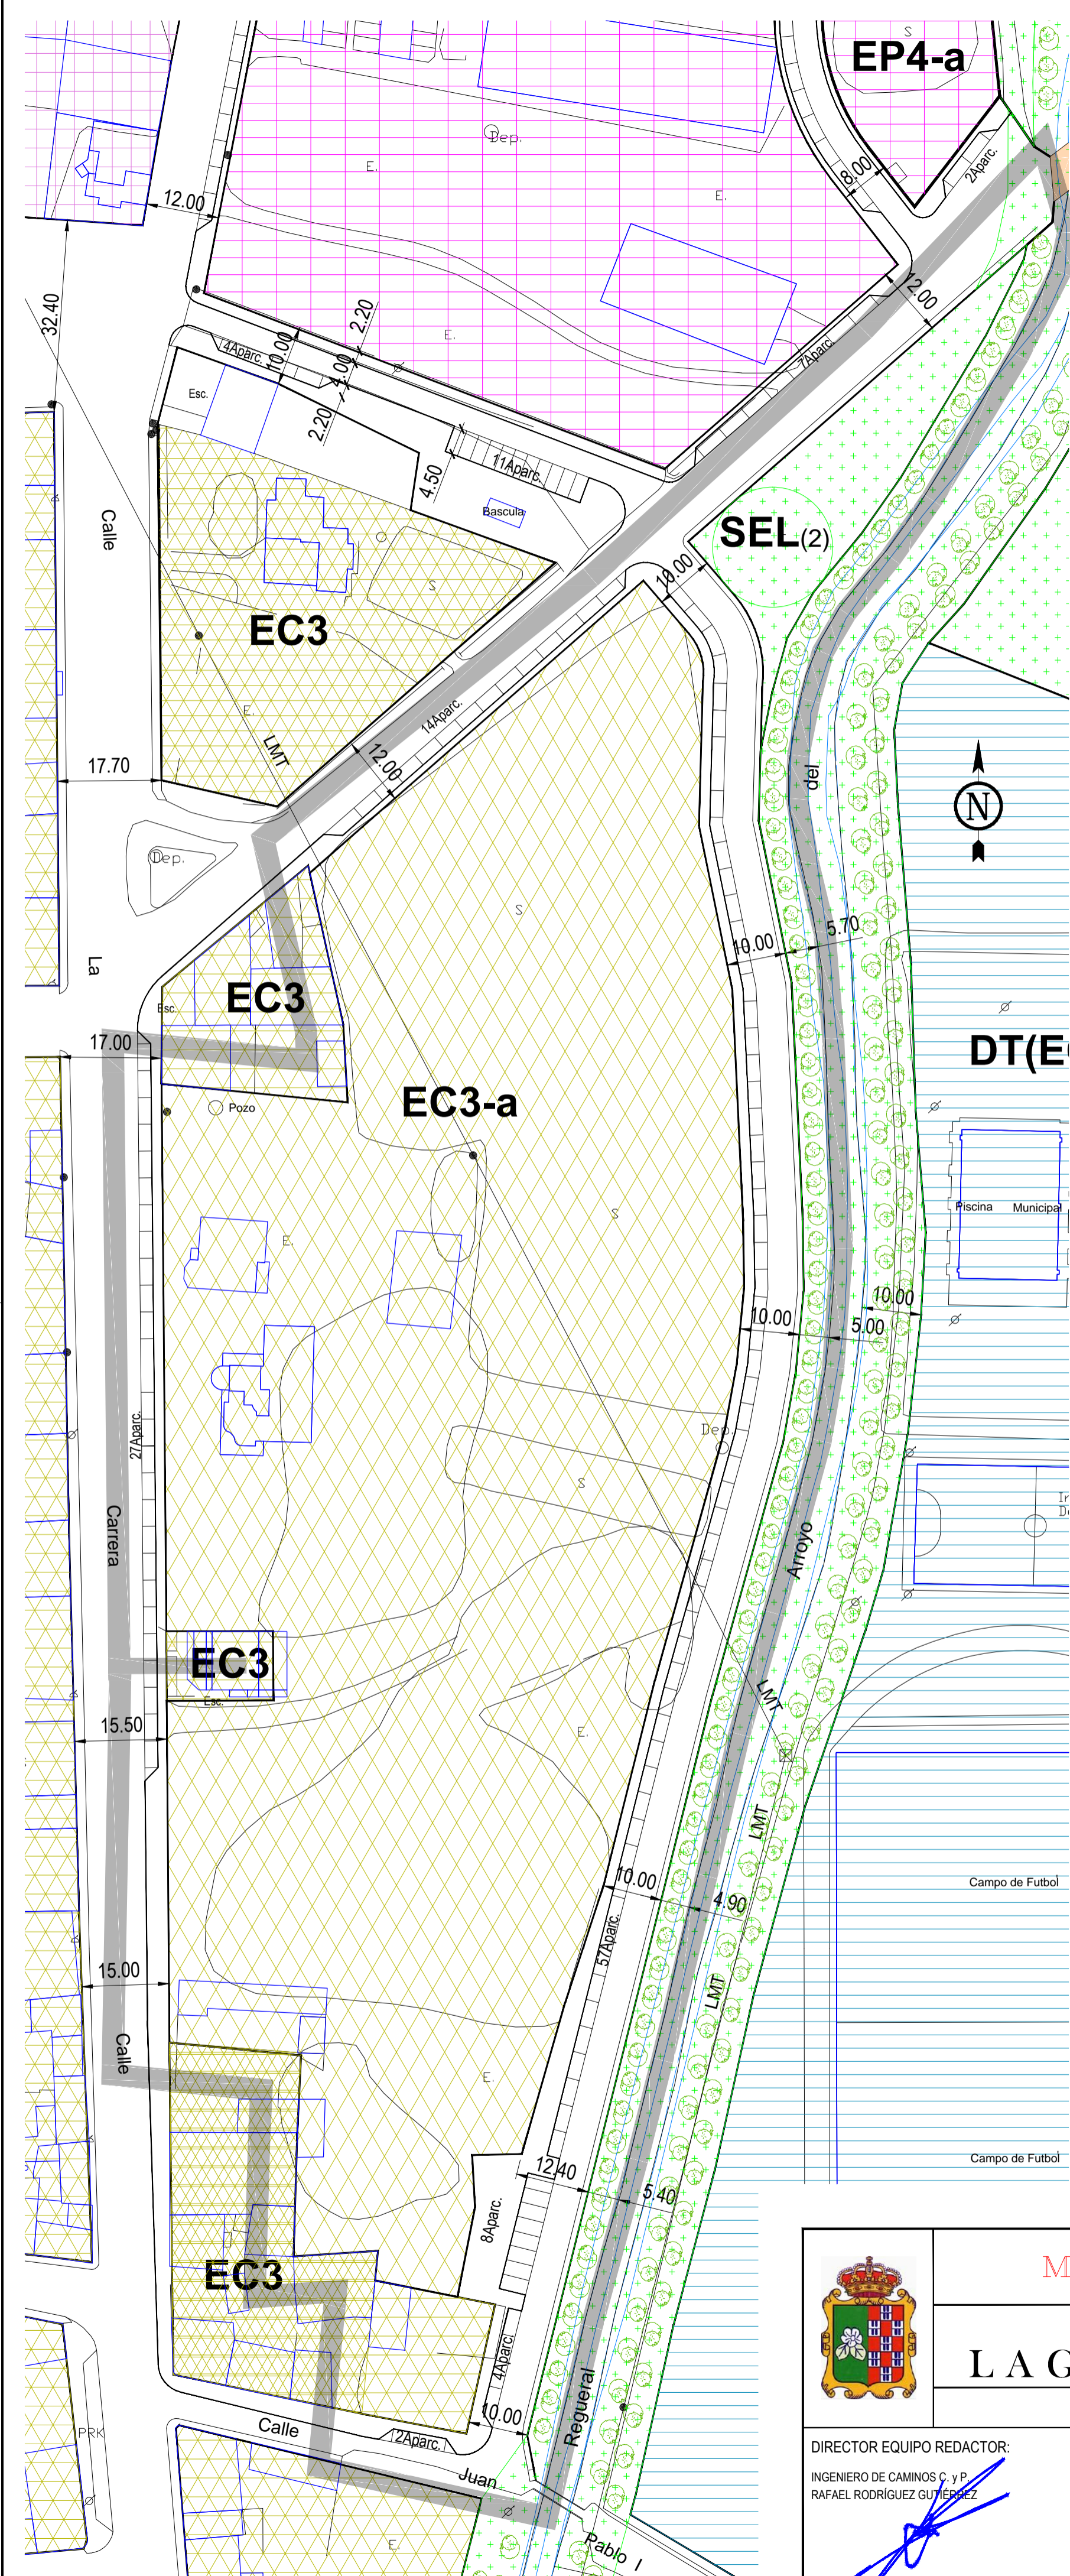 S
EP4-a
Dep.
E.
E.
2Aparc.
8.00
12.00
12.00
32.40
2.20
E.
10.00
4Aparc.
4.00
7Aparc.
Esc.
2.20
11Aparc.
4.50
Bascula
Calle
SEL(2)
10.00
S
EC3
E.
14Aparc.
LMT
12.00
17.70
del
N
Dep.
S
5.70
10.00
La
EC3
Esc.
17.00
DT(E
EC3-a
Pozo
Piscina Municipal
S
E.
10.00
10.00
5.00
27Aparc.
Dep.
S
Carrera
Arroyo
EC3
Esc.
LMT
15.50
E.
LMT
10.00
Campo de Futbol
4.90
57Aparc.
15.00
LMT
Calle
E.
Campo de Futbol
12.40
5.40
8Aparc.
M
EC3
4Aparc.
L A G
Regueral
10.00
Calle
PRK
2Aparc.
DIRECTOR EQUIPO REDACTOR:
Juan
INGENIERO DE CAMINOS C. y P.
RAFAEL RODRÍGUEZ GUTIÉRREZ
E.
Pablo I